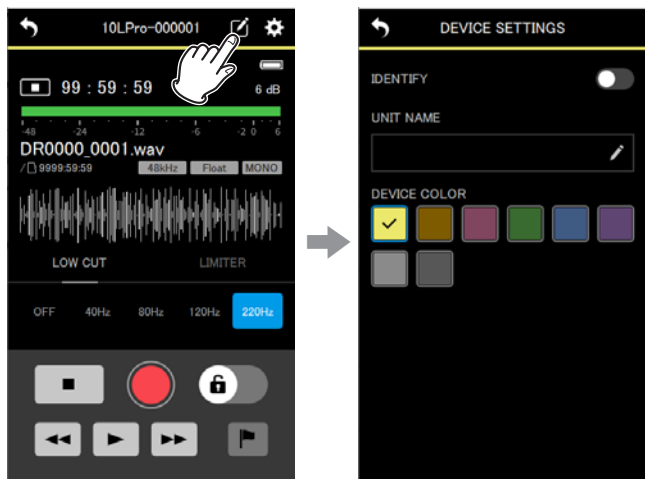 10LPro-000001
99 : 59 : 59
6 dB
-48 -24 -12 -6 -2 0 6
DR0000_0001.wav
/ 9999:59:59 48kHz Float MONO
LOW CUT LIMITER
OFF 40Hz 80Hz 120Hz 220Hz
DEVICE SETTINGS
IDENTIFY
UNIT NAME
DEVICE COLOR